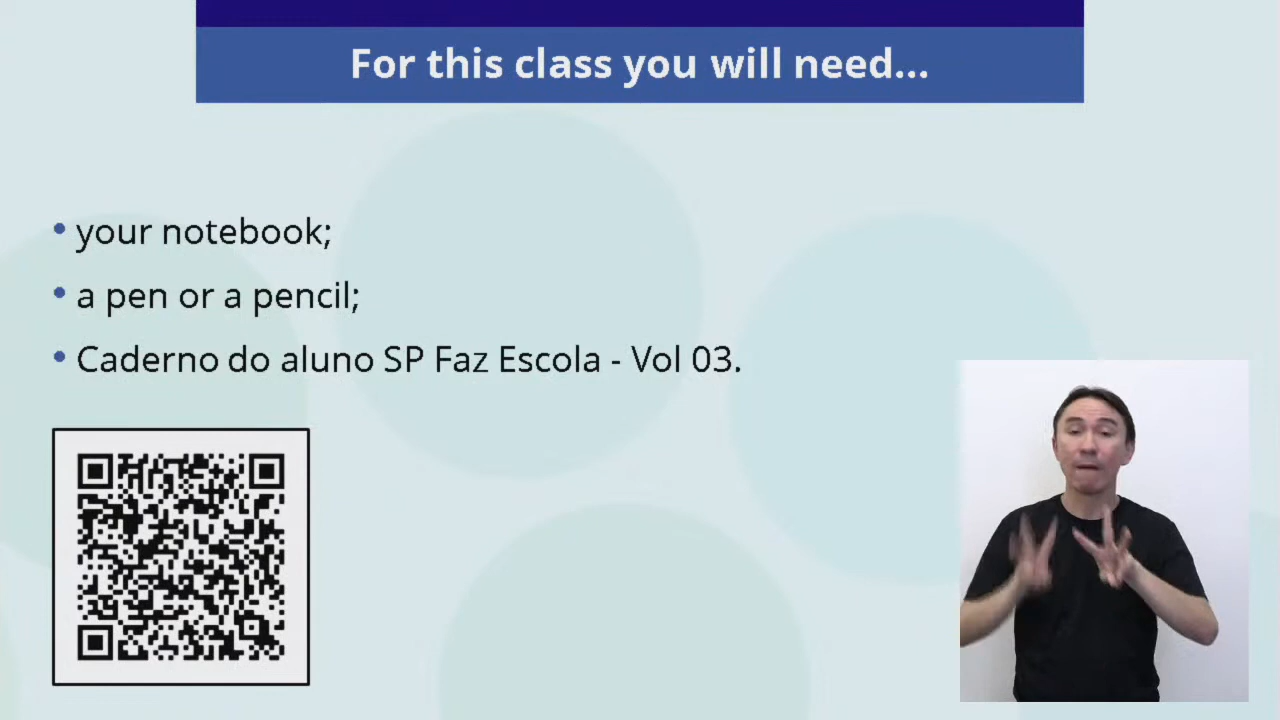 For this class you will need...
• your notebook;
• a pen or a pencil;
• Caderno do aluno SP Faz Escola - Vol 03.